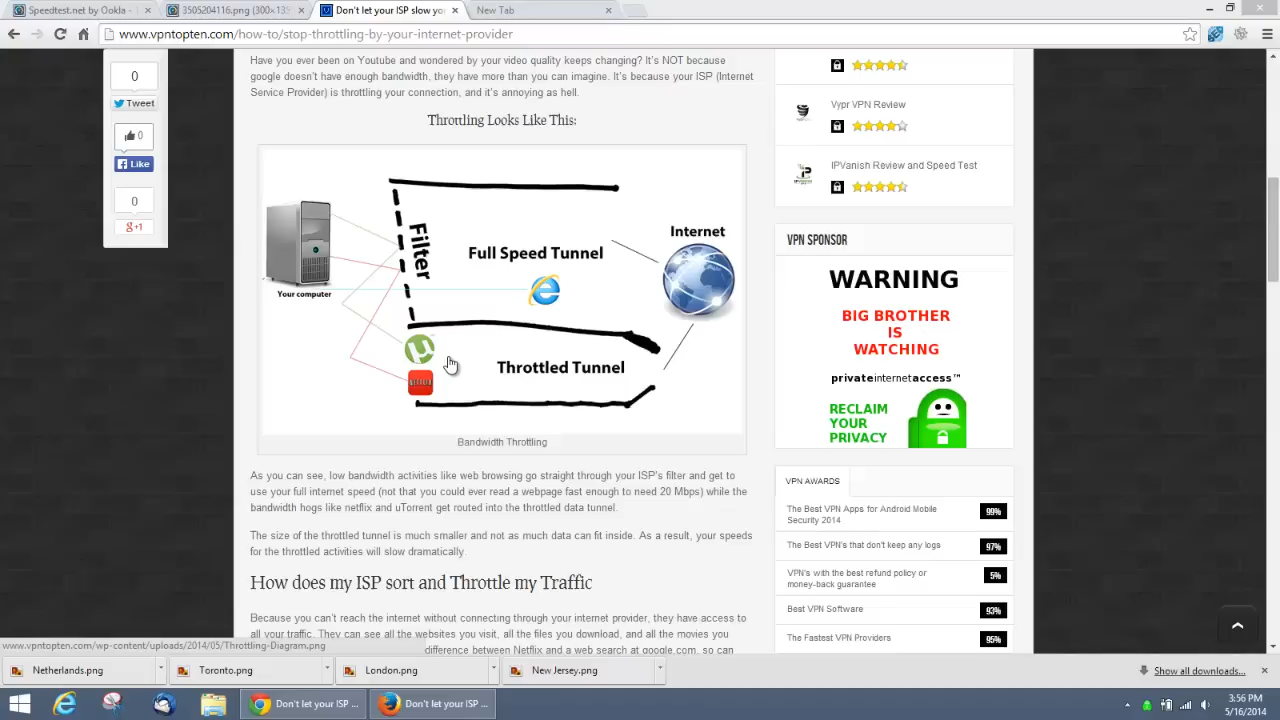 Speedtest.net by Ookla -
3505204116.png (300×135
Don't let your ISP slow yo
New Tab
www.vpntopten.com/how-to/stop-throttling-by-your-internet-provider
0
Tweet
0
Like
0
g+1
Have you ever been on Youtube and wondered by your video quality keeps changing? It's NOT because
google doesn't have enough bandwidth, they have more than you can imagine. It's because your ISP (Internet
Service Provider) is throttling your connection, and it's annoying as hell.
Throttling Looks Like This:
Filter
Full Speed Tunnel
Internet
Your computer
Throttled Tunnel
NETFLIX
Bandwidth Throttling
As you can see, low bandwidth activities like web browsing go straight through your ISP's filter and get to
use your full internet speed (not that you could ever read a webpage fast enough to need 20 Mbps) while the
bandwidth hogs like netflix and uTorrent get routed into the throttled data tunnel.
The size of the throttled tunnel is much smaller and not as much data can fit inside. As a result, your speeds
for the throttled activities will slow dramatically.
How does my ISP sort and Throttle my Traffic
Because you can't reach the internet without connecting through your internet provider, they have access to
all your traffic. They can see all the websites you visit, all the files you download, and all the movies you
difference between Netflix and a web search at google.com, so can
Vypr VPN Review
IPVanish Review and Speed Test
VPN SPONSOR
WARNING
BIG BROTHER
IS
WATCHING
privateinternetaccess™
RECLAIM
YOUR
PRIVACY
VPN AWARDS
The Best VPN Apps for Android Mobile
Security 2014
99%
The Best VPN's that don't keep any logs
97%
VPN's with the best refund policy or
money-back guarantee
5%
Best VPN Software
93%
The Fastest VPN Providers
95%
www.vpntopten.com/wp-content/uploads/2014/05/Throttling-Diagram.png
Netherlands.png
Toronto.png
London.png
New Jersey.png
Show all downloads...
Don't let your ISP ...
Don't let your ISP ...
3:56 PM
5/16/2014